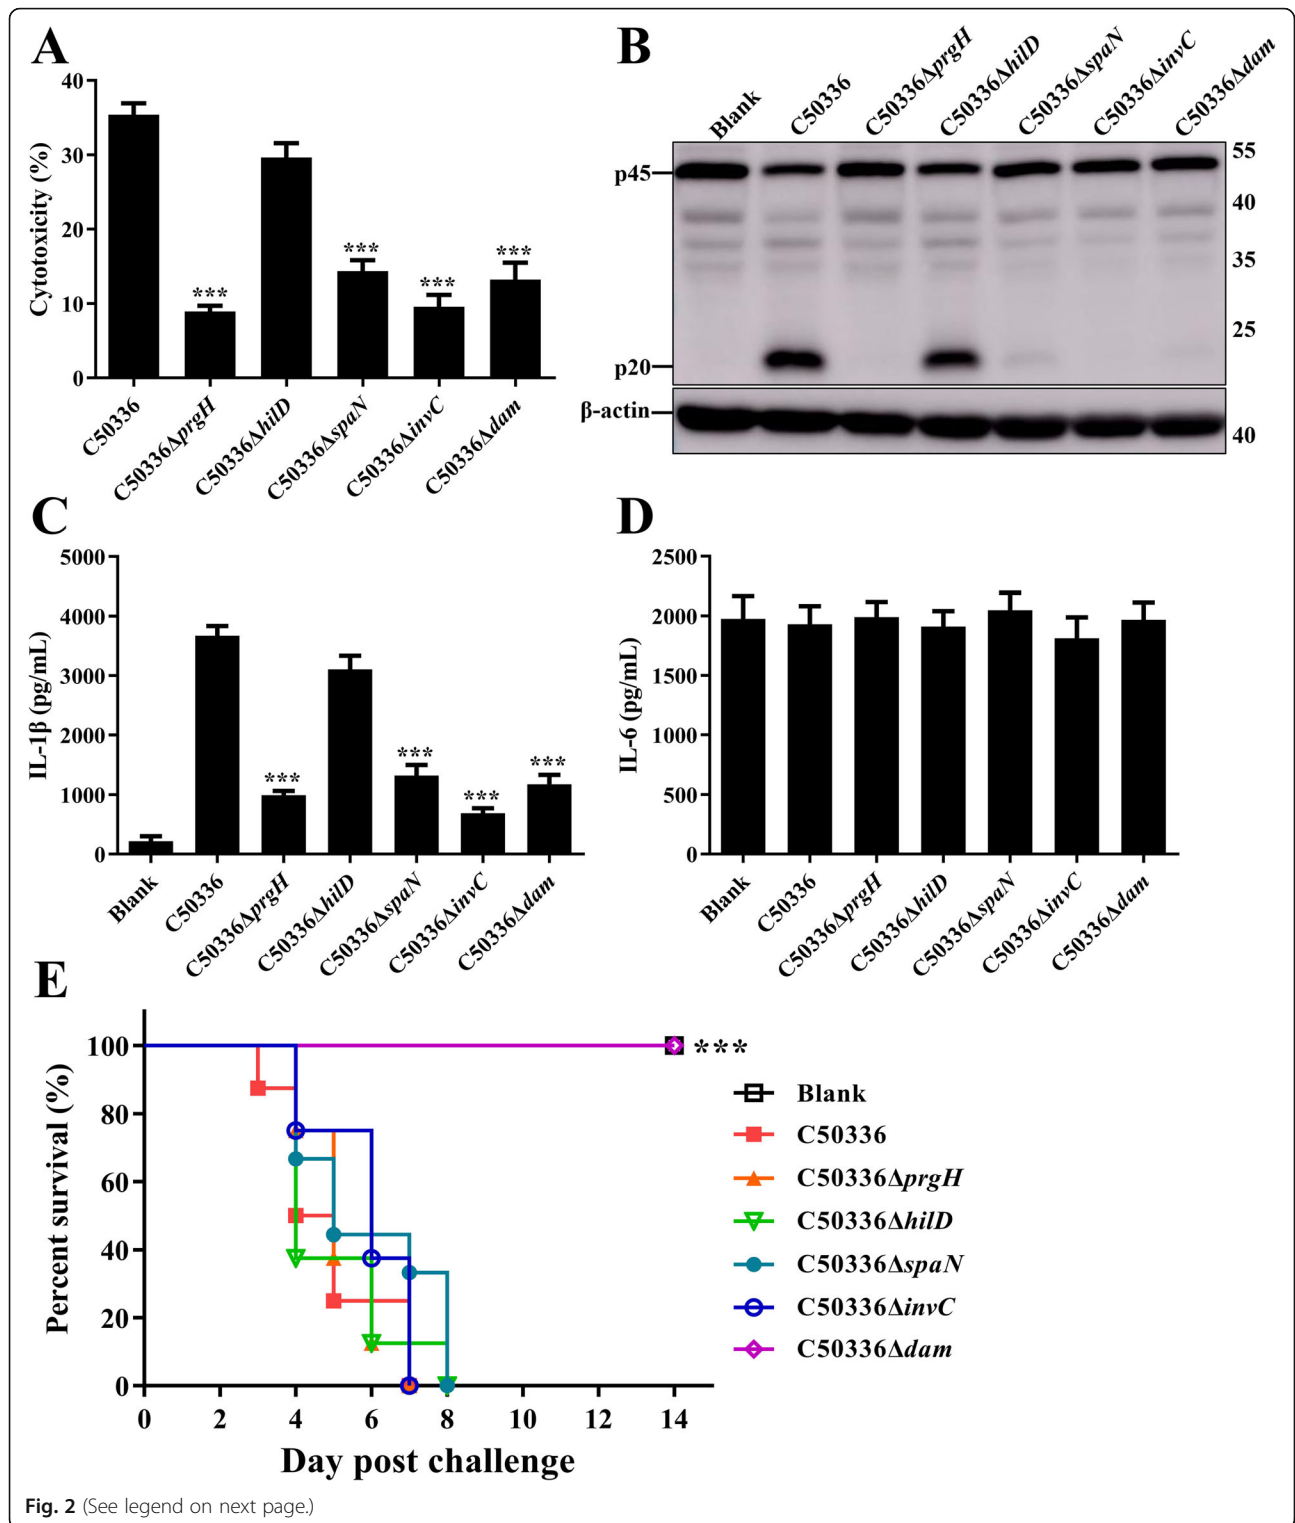 A
40
30
20
10
0
Cytotoxicity (%)
***
***
***
***
C50336
C50336ΔprgH
C50336ΔhilD
C50336ΔspaN
C50336ΔinvC
C50336Δdam
B
Blank
C50336
C50336ΔprgH
C50336ΔhilD
C50336ΔspaN
C50336ΔinvC
C50336Δdam
p45
p20
β-actin
55
40
35
25
40
C
5000
4000
3000
2000
1000
0
IL-1β (pg/mL)
***
***
***
***
Blank
C50336
C50336ΔprgH
C50336ΔhilD
C50336ΔspaN
C50336ΔinvC
C50336Δdam
D
2500
2000
1500
1000
500
0
IL-6 (pg/mL)
Blank
C50336
C50336ΔprgH
C50336ΔhilD
C50336ΔspaN
C50336ΔinvC
C50336Δdam
E
100
80
60
40
20
0
Percent survival (%)
***
Blank
C50336
C50336ΔprgH
C50336ΔhilD
C50336ΔspaN
C50336ΔinvC
C50336Δdam
0 2 4 6 8 10 12 14
Day post challenge
Fig. 2 (See legend on next page.)